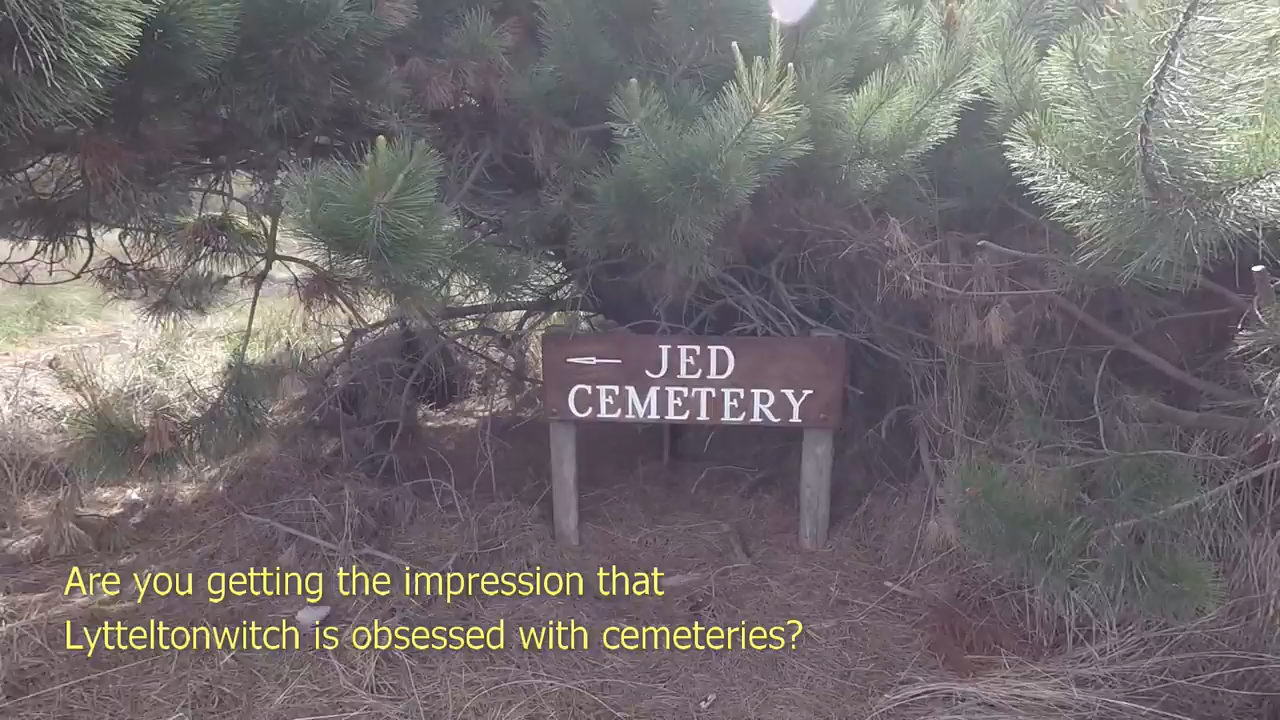 JED
CEMETERY
Are you getting the impression that
Lytteltonwitch is obsessed with cemeteries?